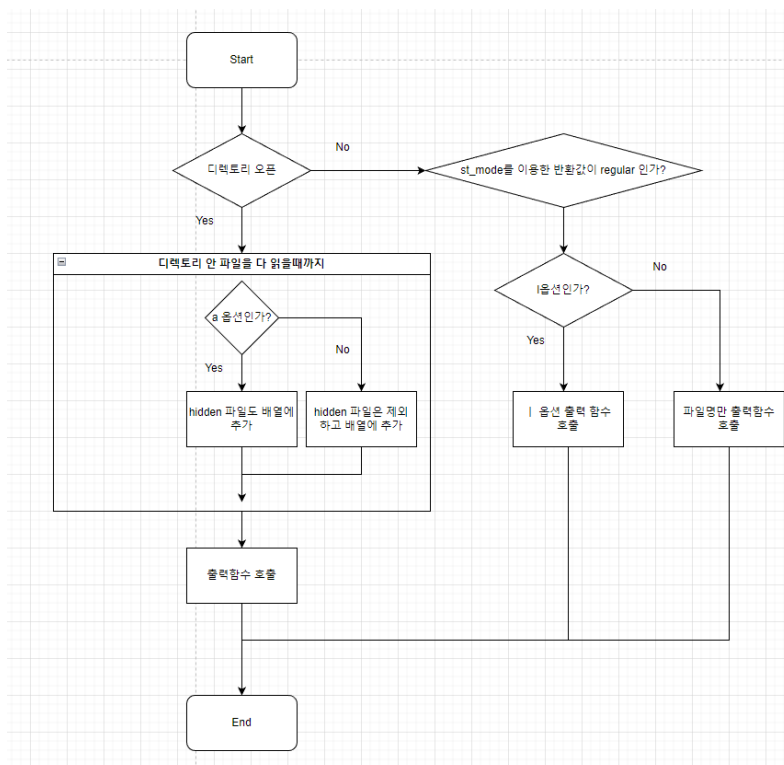 Start
디렉토리 오픈
No
st_mode를 이용한 반환값이 regular 인가?
Yes
디렉토리 안 파일을 다 읽을때까지
a 옵션인가?
Yes
No
hidden 파일도 배열에
추가
hidden 파일은 제외
하고 배열에 추가
l옵션인가?
No
Yes
l 옵션 출력 함수
호출
파일명만 출력함수
호출
출력함수 호출
End